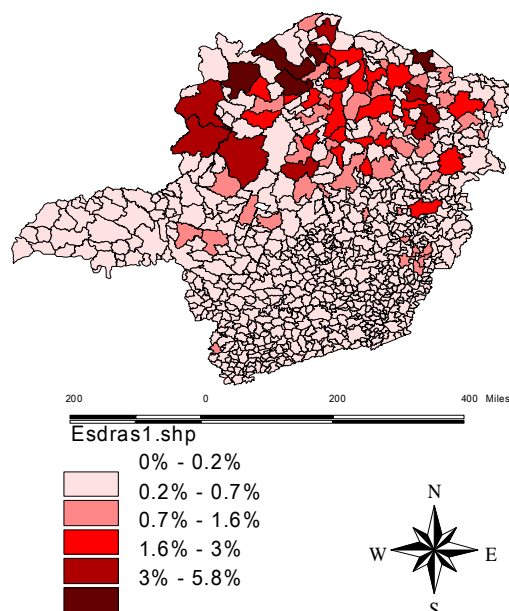 200 0 200 400 Miles
Esdras1.shp
0% - 0.2%
0.2% - 0.7%
0.7% - 1.6%
1.6% - 3%
3% - 5.8%
N
W E
S